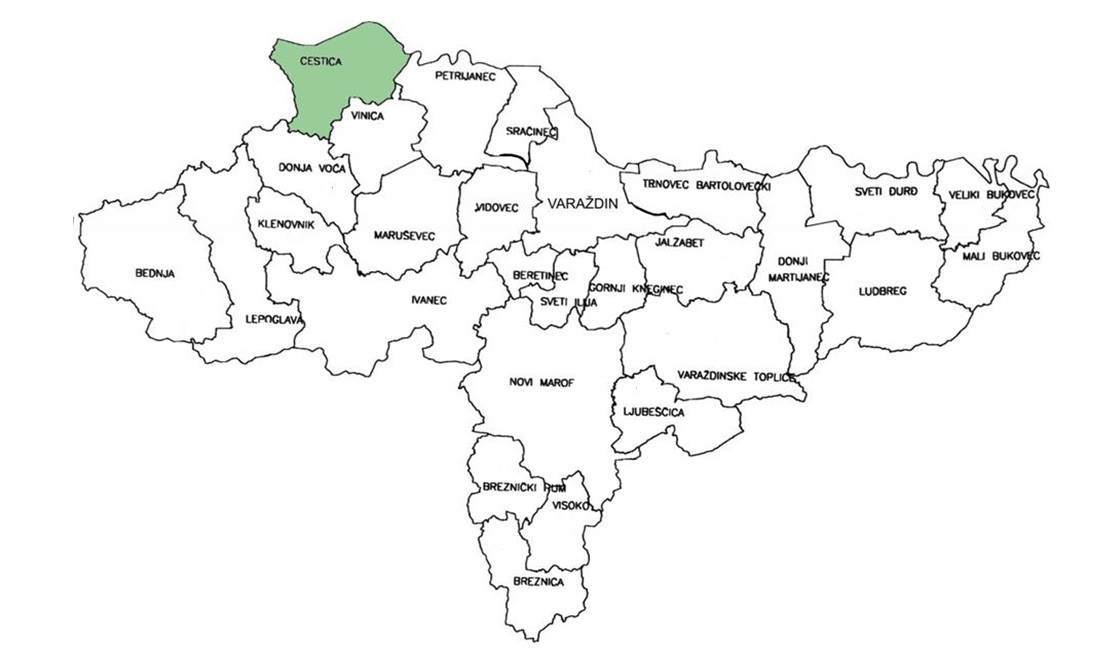 CESTICA
PETRIJANEC
VINICA
SRAČINEC
DONJA VOĆA
TRNOVEC BARTOLOVEČKI
SVETI ĐURĐ
VELIKI BUKOVEC
VARAŽDIN
VIDOVEC
KLENOVNIK
MARUŠEVEC
JALŽABET
MALI BUKOVEC
DONJI
MARTIJANEC
BEDNJA
BERETINEC
GORNJI KNEGINEC
LUDBREG
IVANEC
SVETI ILIJA
LEPOGLAVA
NOVI MAROF
VARAŽDINSKE TOPLICE
LJUBEŠĆICA
BREZNIČKI HUM
VISOKO
BREZNICA